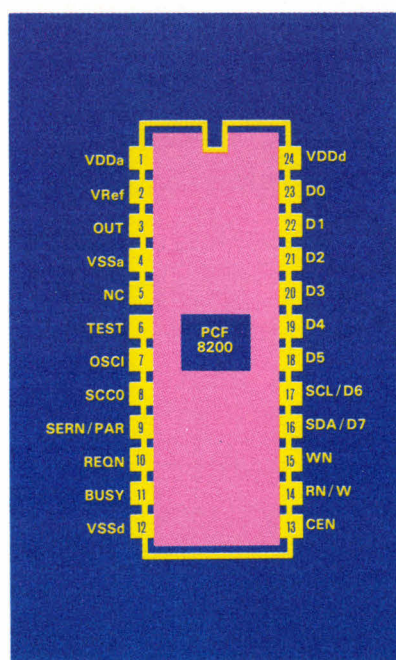 VDDa 1 24 VDDd
VRef 2 23 D0
OUT 3 22 D1
VSSa 4 21 D2
NC 5 20 D3
TEST 6 19 D4
OSCI 7 18 D5
SCC0 8 17 SCL/D6
SERN/PAR 9 16 SDA/D7
REQN 10 15 WN
BUSY 11 14 RN/W
VSSd 12 13 CEN
PCF
8200